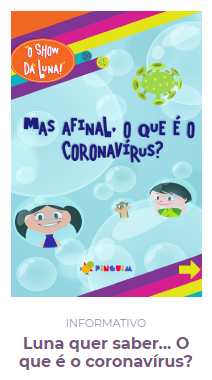 "O SHOW
DA LUNA!"
MAS AFINAL, O QUE É O
CORONAVÍRUS?
PINGUIM
INFORMATIVO
Luna quer saber... O
que é o coronavírus?